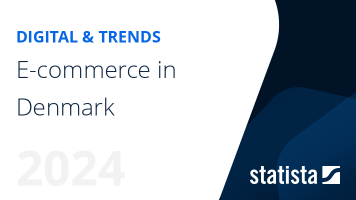 DIGITAL & TRENDS
E-commerce in
Denmark
2024
statista